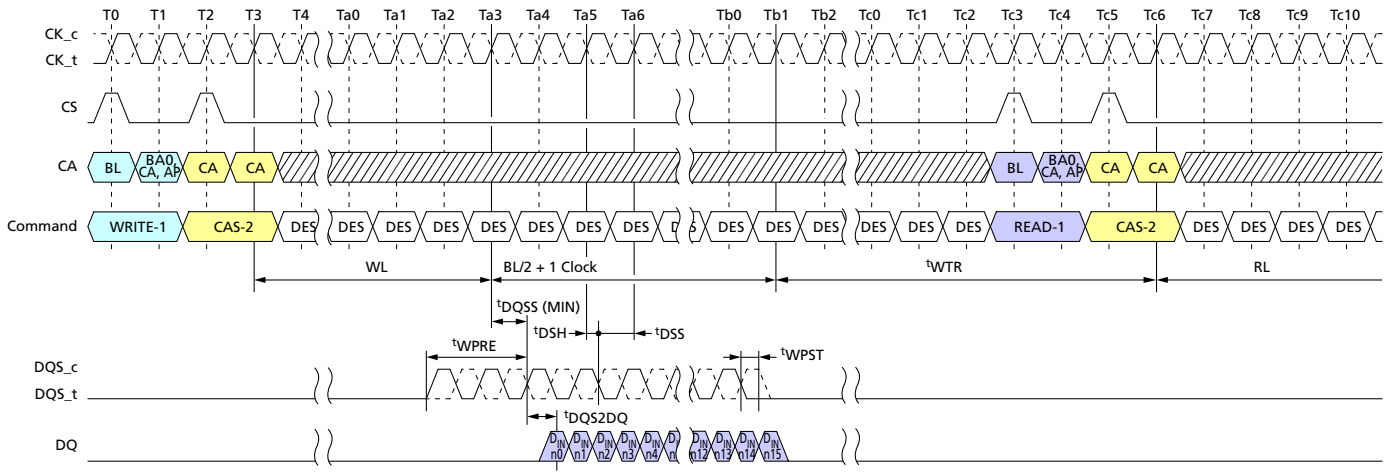 T0 T1 T2 T3 T4 Ta0 Ta1 Ta2 Ta3 Ta4 Ta5 Ta6 Tb0 Tb1 Tb2 Tc0 Tc1 Tc2 Tc3 Tc4 Tc5 Tc6 Tc7 Tc8 Tc9 Tc10
CK_c
CK_t
CS
CA BL BA0, CA, AP CA CA BL BA0, CA, AP CA CA
Command WRITE-1 CAS-2 DES DES DES DES DES DES DES DES DES DES DES DES DES DES READ-1 CAS-2 DES DES DES DES
WL BL/2 + 1 Clock tWTR RL
tDQSS (MIN)
tDSH tDSS
tWPRE tWPST
DQS_c
DQS_t
tDQS2DQ
DQ DIN n0 DIN n1 DIN n2 DIN n3 DIN n4 DIN n12 DIN n13 DIN n14 DIN n15